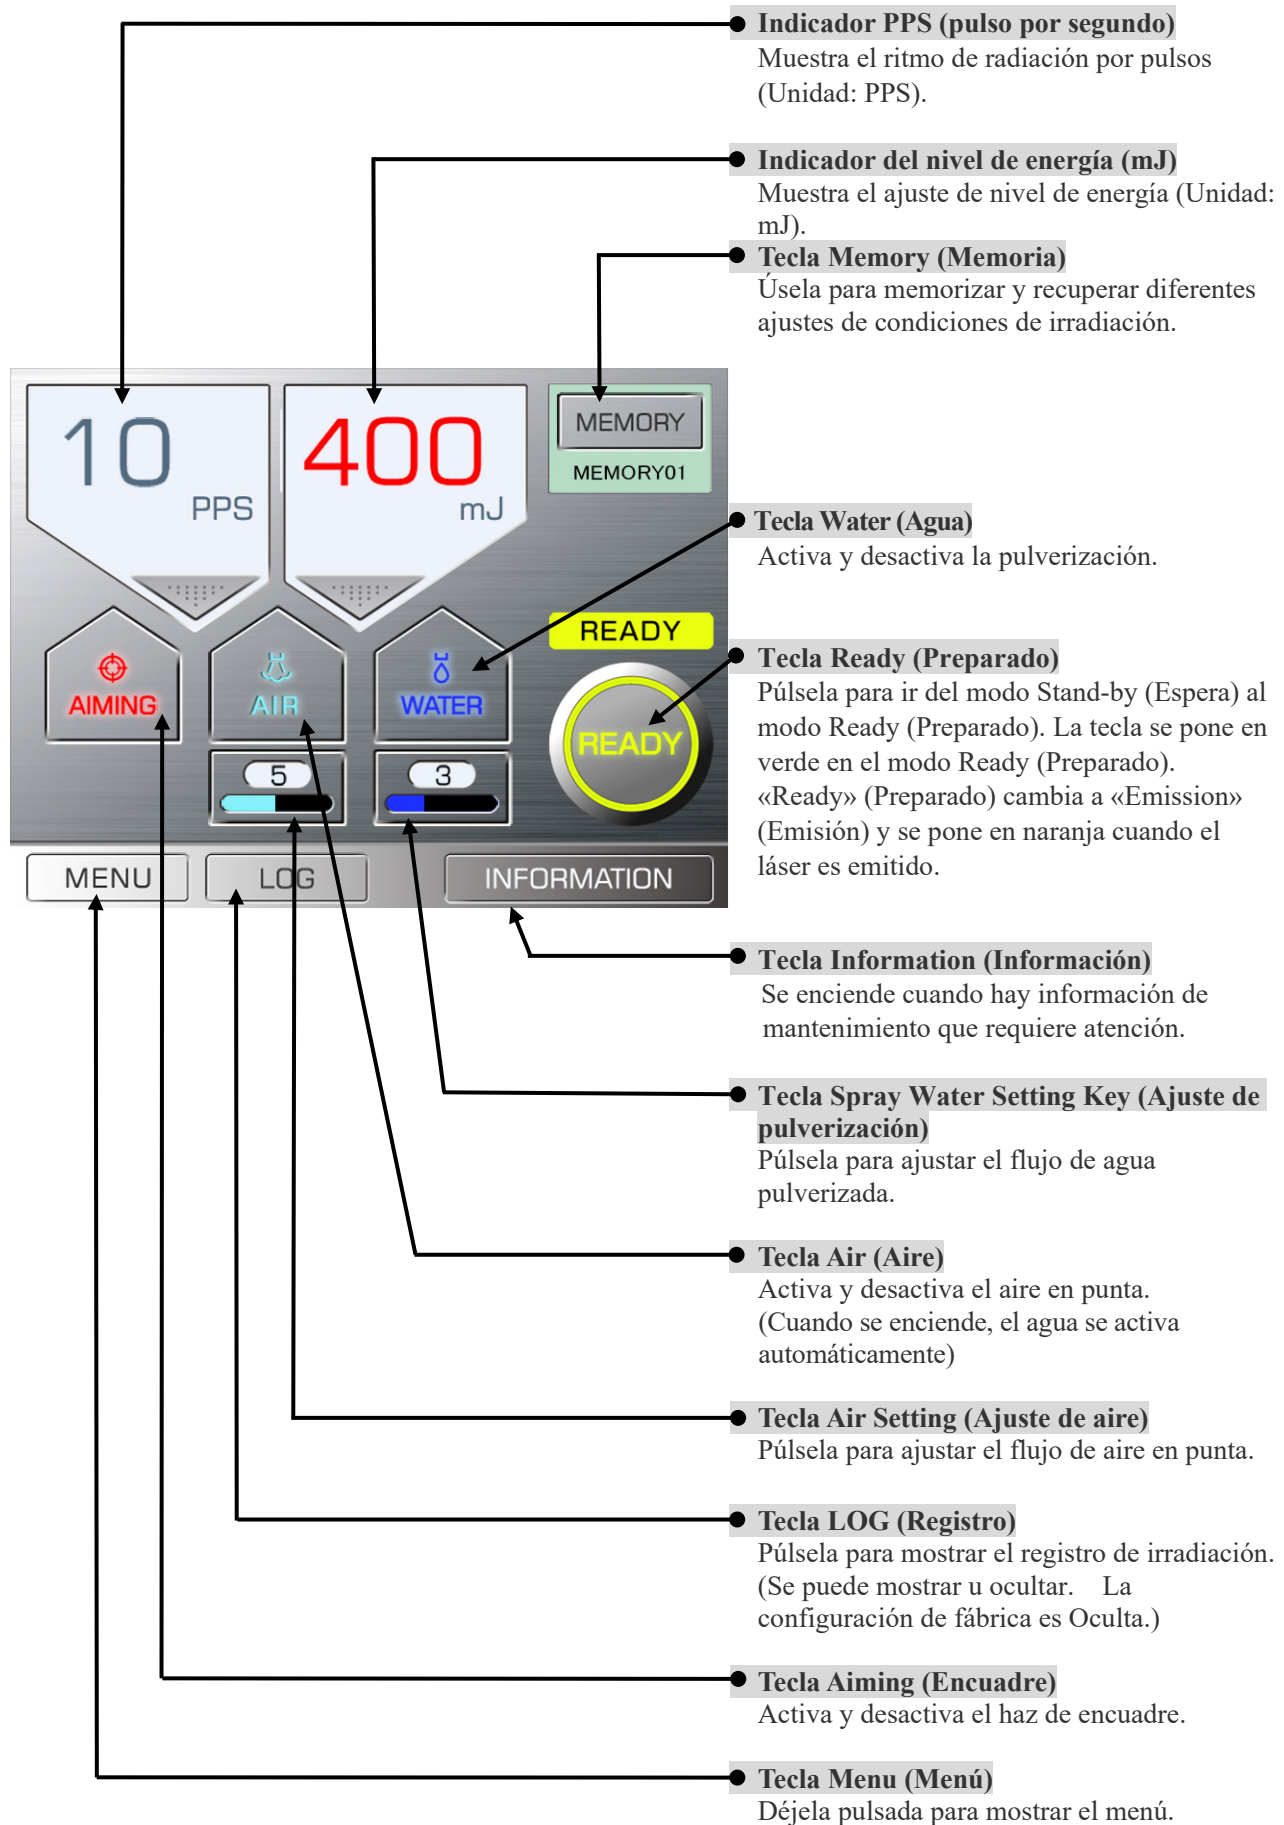 Indicador PPS (pulso por segundo)
Muestra el ritmo de radiación por pulsos
(Unidad: PPS).
Indicador del nivel de energía (mJ)
Muestra el ajuste de nivel de energía (Unidad:
mJ).
Tecla Memory (Memoria)
Úsela para memorizar y recuperar diferentes
ajustes de condiciones de irradiación.
10
PPS
400
mJ
MEMORY
MEMORY01
AIMING
AIR
WATER
READY
READY
5
3
MENU
LOG
INFORMATION
Tecla Water (Agua)
Activa y desactiva la pulverización.
Tecla Ready (Preparado)
Púlsela para ir del modo Stand-by (Espera) al
modo Ready (Preparado). La tecla se pone en
verde en el modo Ready (Preparado).
«Ready» (Preparado) cambia a «Emission»
(Emisión) y se pone en naranja cuando el
láser es emitido.
Tecla Information (Información)
Se enciende cuando hay información de
mantenimiento que requiere atención.
Tecla Spray Water Setting Key (Ajuste de
pulverización)
Púlsela para ajustar el flujo de agua
pulverizada.
Tecla Air (Aire)
Activa y desactiva el aire en punta.
(Cuando se enciende, el agua se activa
automáticamente)
Tecla Air Setting (Ajuste de aire)
Púlsela para ajustar el flujo de aire en punta.
Tecla LOG (Registro)
Púlsela para mostrar el registro de irradiación.
(Se puede mostrar u ocultar. La
configuración de fábrica es Oculta.)
Tecla Aiming (Encuadre)
Activa y desactiva el haz de encuadre.
Tecla Menu (Menú)
Déjela pulsada para mostrar el menú.